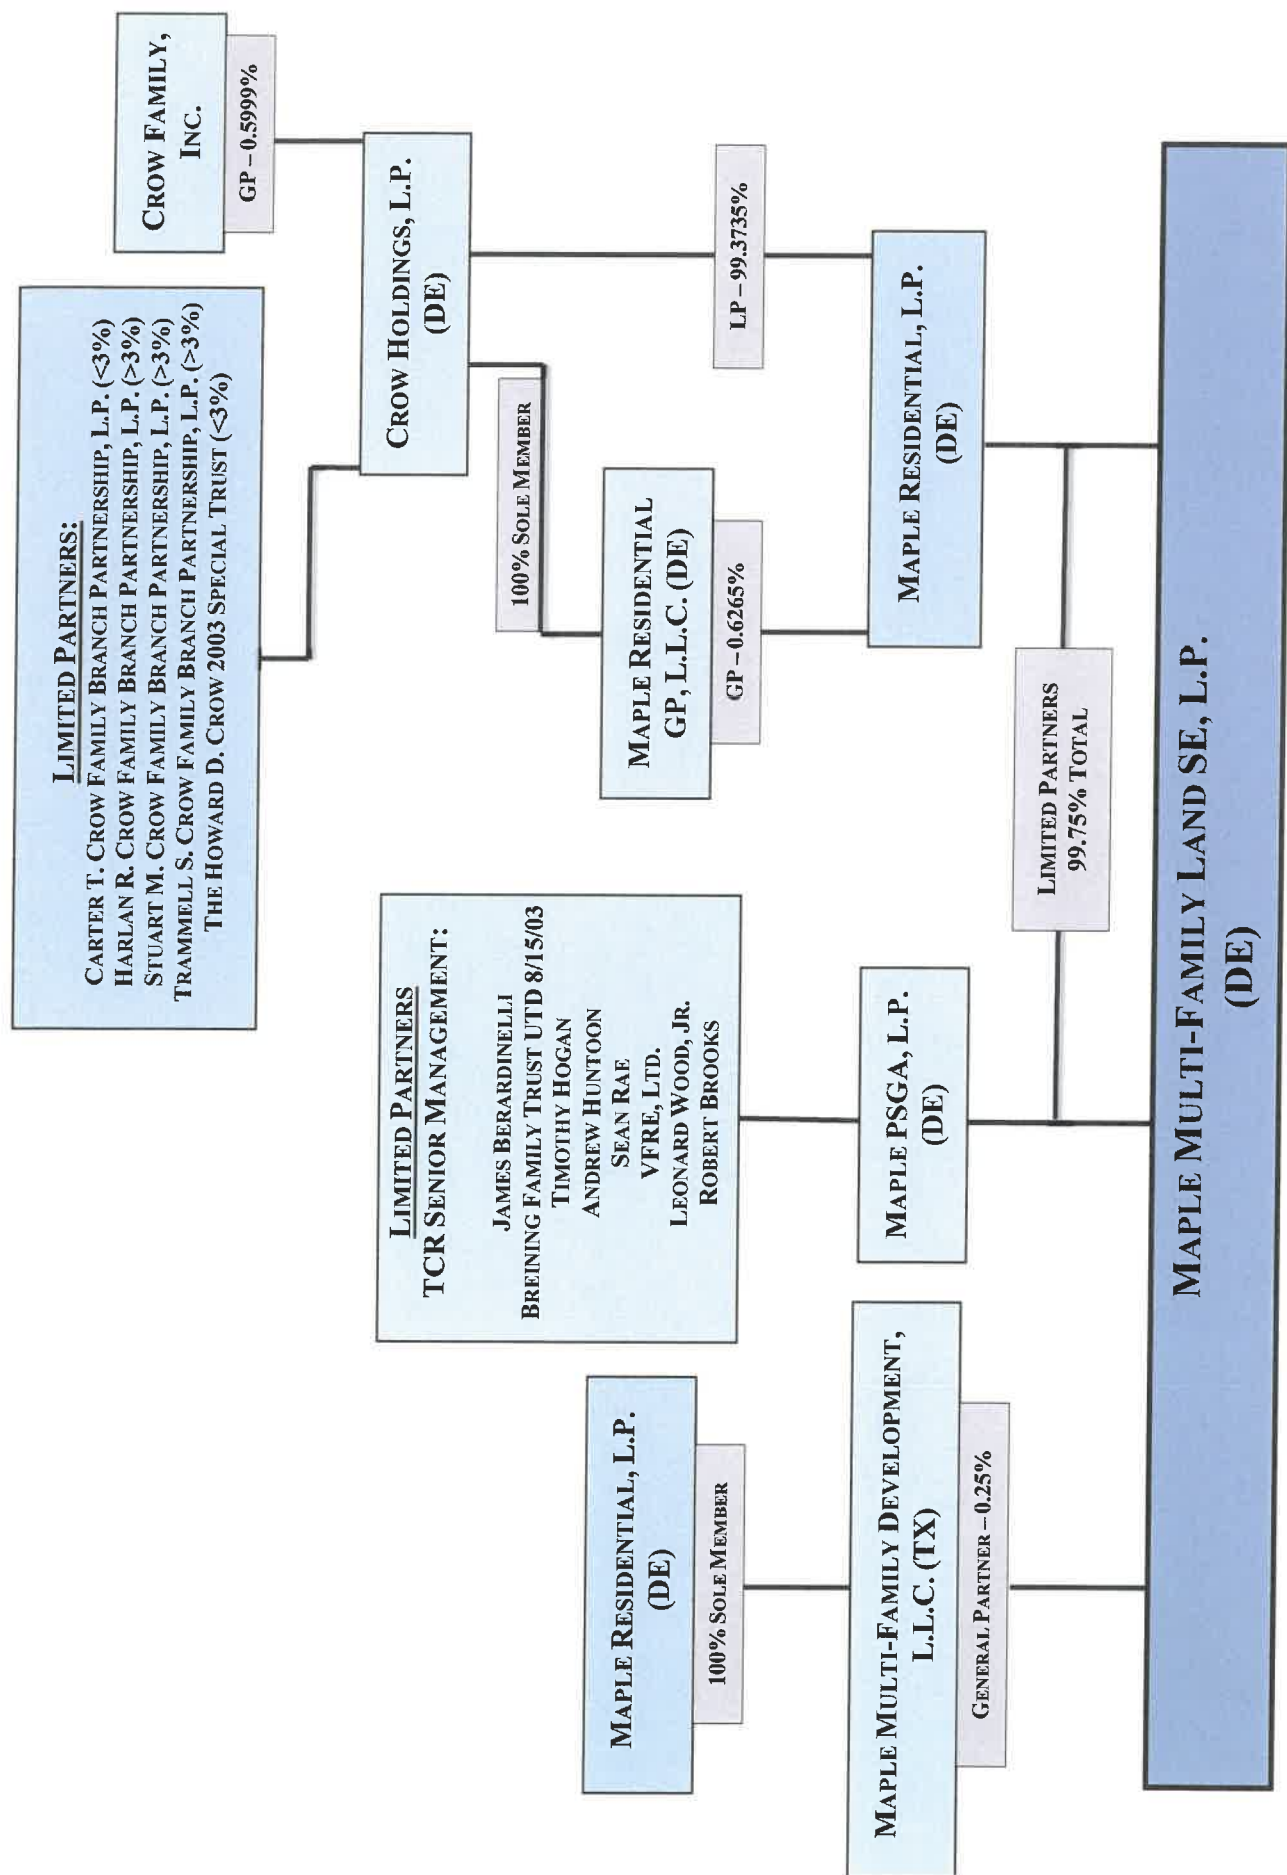 CROW FAMILY,
INC.
GP – 0.5999%
LIMITED PARTNERS:
CARTER T. CROW FAMILY BRANCH PARTNERSHIP, L.P. (<3%)
HARLAN R. CROW FAMILY BRANCH PARTNERSHIP, L.P. (>3%)
STUART M. CROW FAMILY BRANCH PARTNERSHIP, L.P. (>3%)
TRAMMELL S. CROW FAMILY BRANCH PARTNERSHIP, L.P. (>3%)
THE HOWARD D. CROW 2003 SPECIAL TRUST (<3%)
CROW HOLDINGS, L.P.
(DE)
100% SOLE MEMBER
LP – 99.3735%
MAPLE RESIDENTIAL
GP, L.L.C. (DE)
GP – 0.6265%
MAPLE RESIDENTIAL, L.P.
(DE)
LIMITED PARTNERS
TCR SENIOR MANAGEMENT:
JAMES BERARDINELLI
BREINING FAMILY TRUST UTD 8/15/03
TIMOTHY HOGAN
ANDREW HUNTOON
SEAN RAE
VFRE, LTD.
LEONARD WOOD, JR.
ROBERT BROOKS
MAPLE PSGA, L.P.
(DE)
LIMITED PARTNERS
99.75% TOTAL
MAPLE RESIDENTIAL, L.P.
(DE)
100% SOLE MEMBER
MAPLE MULTI-FAMILY DEVELOPMENT,
L.L.C. (TX)
GENERAL PARTNER – 0.25%
MAPLE MULTI-FAMILY LAND SE, L.P.
(DE)